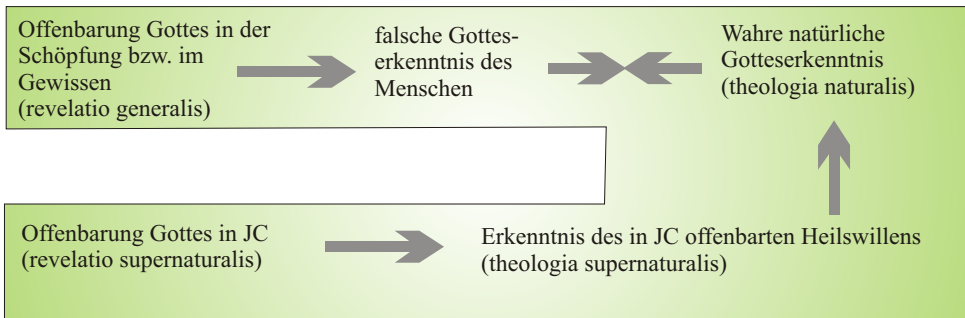 Offenbarung Gottes in der
Schöpfung bzw. im
Gewissen
(revelatio generalis)
falsche Gottes-
erkenntnis des
Menschen
Wahre natürliche
Gotteserkenntnis
(theologia naturalis)
Offenbarung Gottes in JC
(revelatio supernaturalis)
Erkenntnis des in JC offenbarten Heilswillens
(theologia supernaturalis)